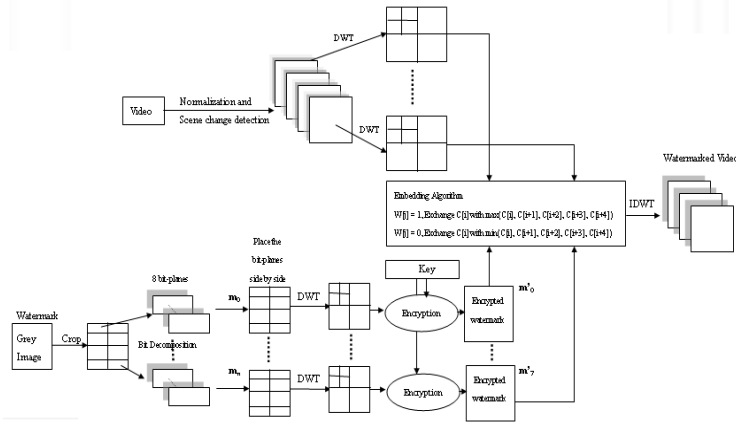 DWT
Video
Normalization and
Scene change detection
DWT
Watermarked Video
Embedding Algorithm
W[j] = 1, Exchange C[i] with max(C[i], C[i+1], C[i+2], C[i+3], C[i+4])
W[j] = 0, Exchange C[i] with min(C[i], C[i+1], C[i+2], C[i+3], C[i+4])
IDWT
Place the
bit-planes
side by side
Key
8 bit-planes
m0
DWT
Encryption
m'0
Encrypted
watermark
Watermark
Grey
Image
Crop
Bit Decomposition
mn
DWT
Encryption
m'7
Encrypted
watermark